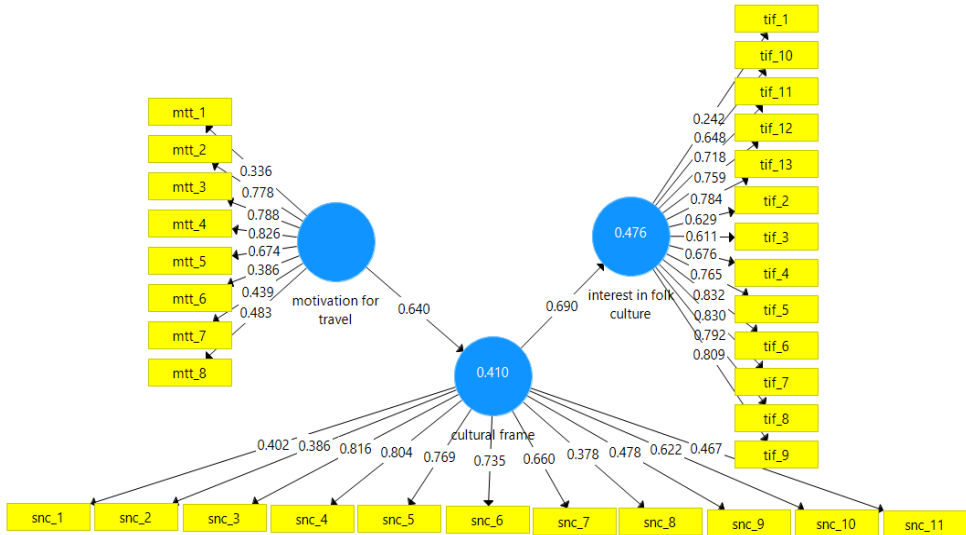 mtt_1
mtt_2
mtt_3
mtt_4
mtt_5
mtt_6
mtt_7
mtt_8
0.336
0.778
0.788
0.826
0.674
0.386
0.439
0.483
motivation for
travel
0.640
0.410
cultural frame
0.690
0.476
interest in folk
culture
0.242
0.648
0.718
0.759
0.784
0.629
0.611
0.676
0.765
0.832
0.830
0.792
0.809
tif_1
tif_10
tif_11
tif_12
tif_13
tif_2
tif_3
tif_4
tif_5
tif_6
tif_7
tif_8
tif_9
0.402
0.386
0.816
0.804
0.769
0.735
0.660
0.378
0.478
0.622
0.467
snc_1
snc_2
snc_3
snc_4
snc_5
snc_6
snc_7
snc_8
snc_9
snc_10
snc_11